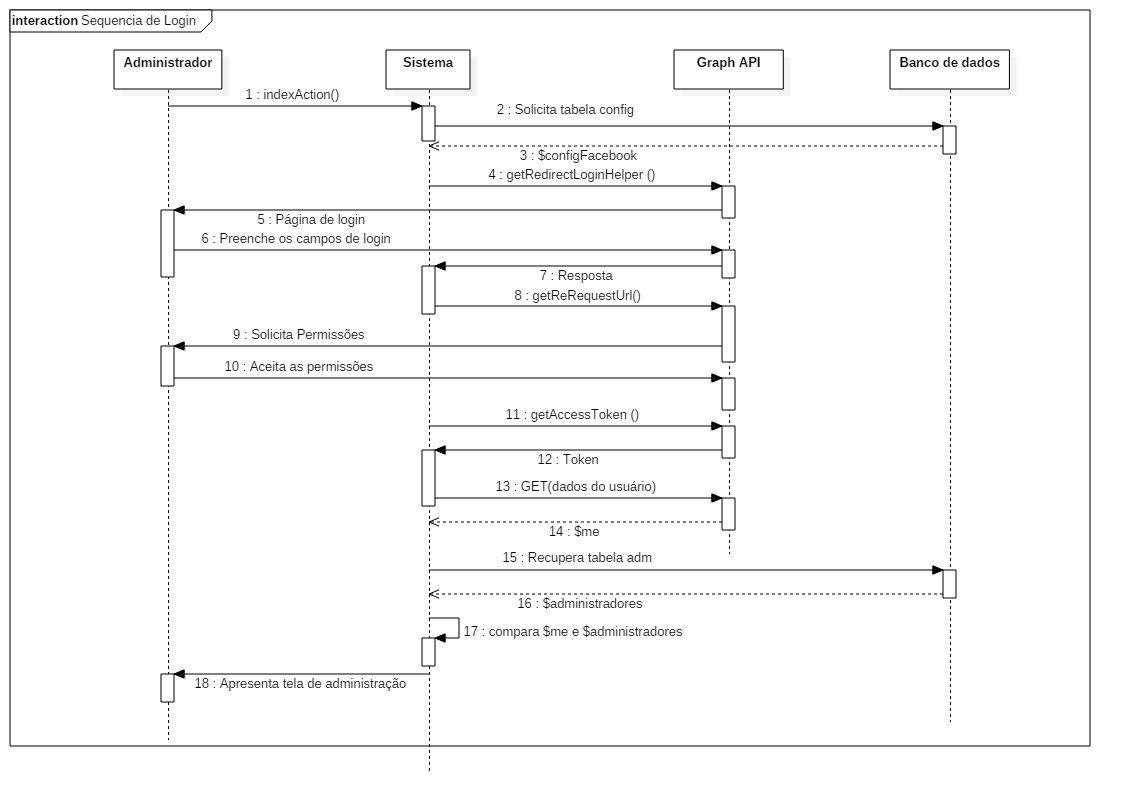 interaction Sequencia de Login
Administrador
Sistema
Graph API
Banco de dados
1 : indexAction()
2 : Solicita tabela config
3 : $configFacebook
4 : getRedirectLoginHelper ()
5 : Página de login
6 : Preenche os campos de login
7 : Resposta
8 : getReRequestUrl()
9 : Solicita Permissões
10 : Aceita as permissões
11 : getAccessToken ()
12 : Token
13 : GET(dados do usuário)
14 : $me
15 : Recupera tabela adm
16 : $administradores
17 : compara $me e $administradores
18 : Apresenta tela de administração